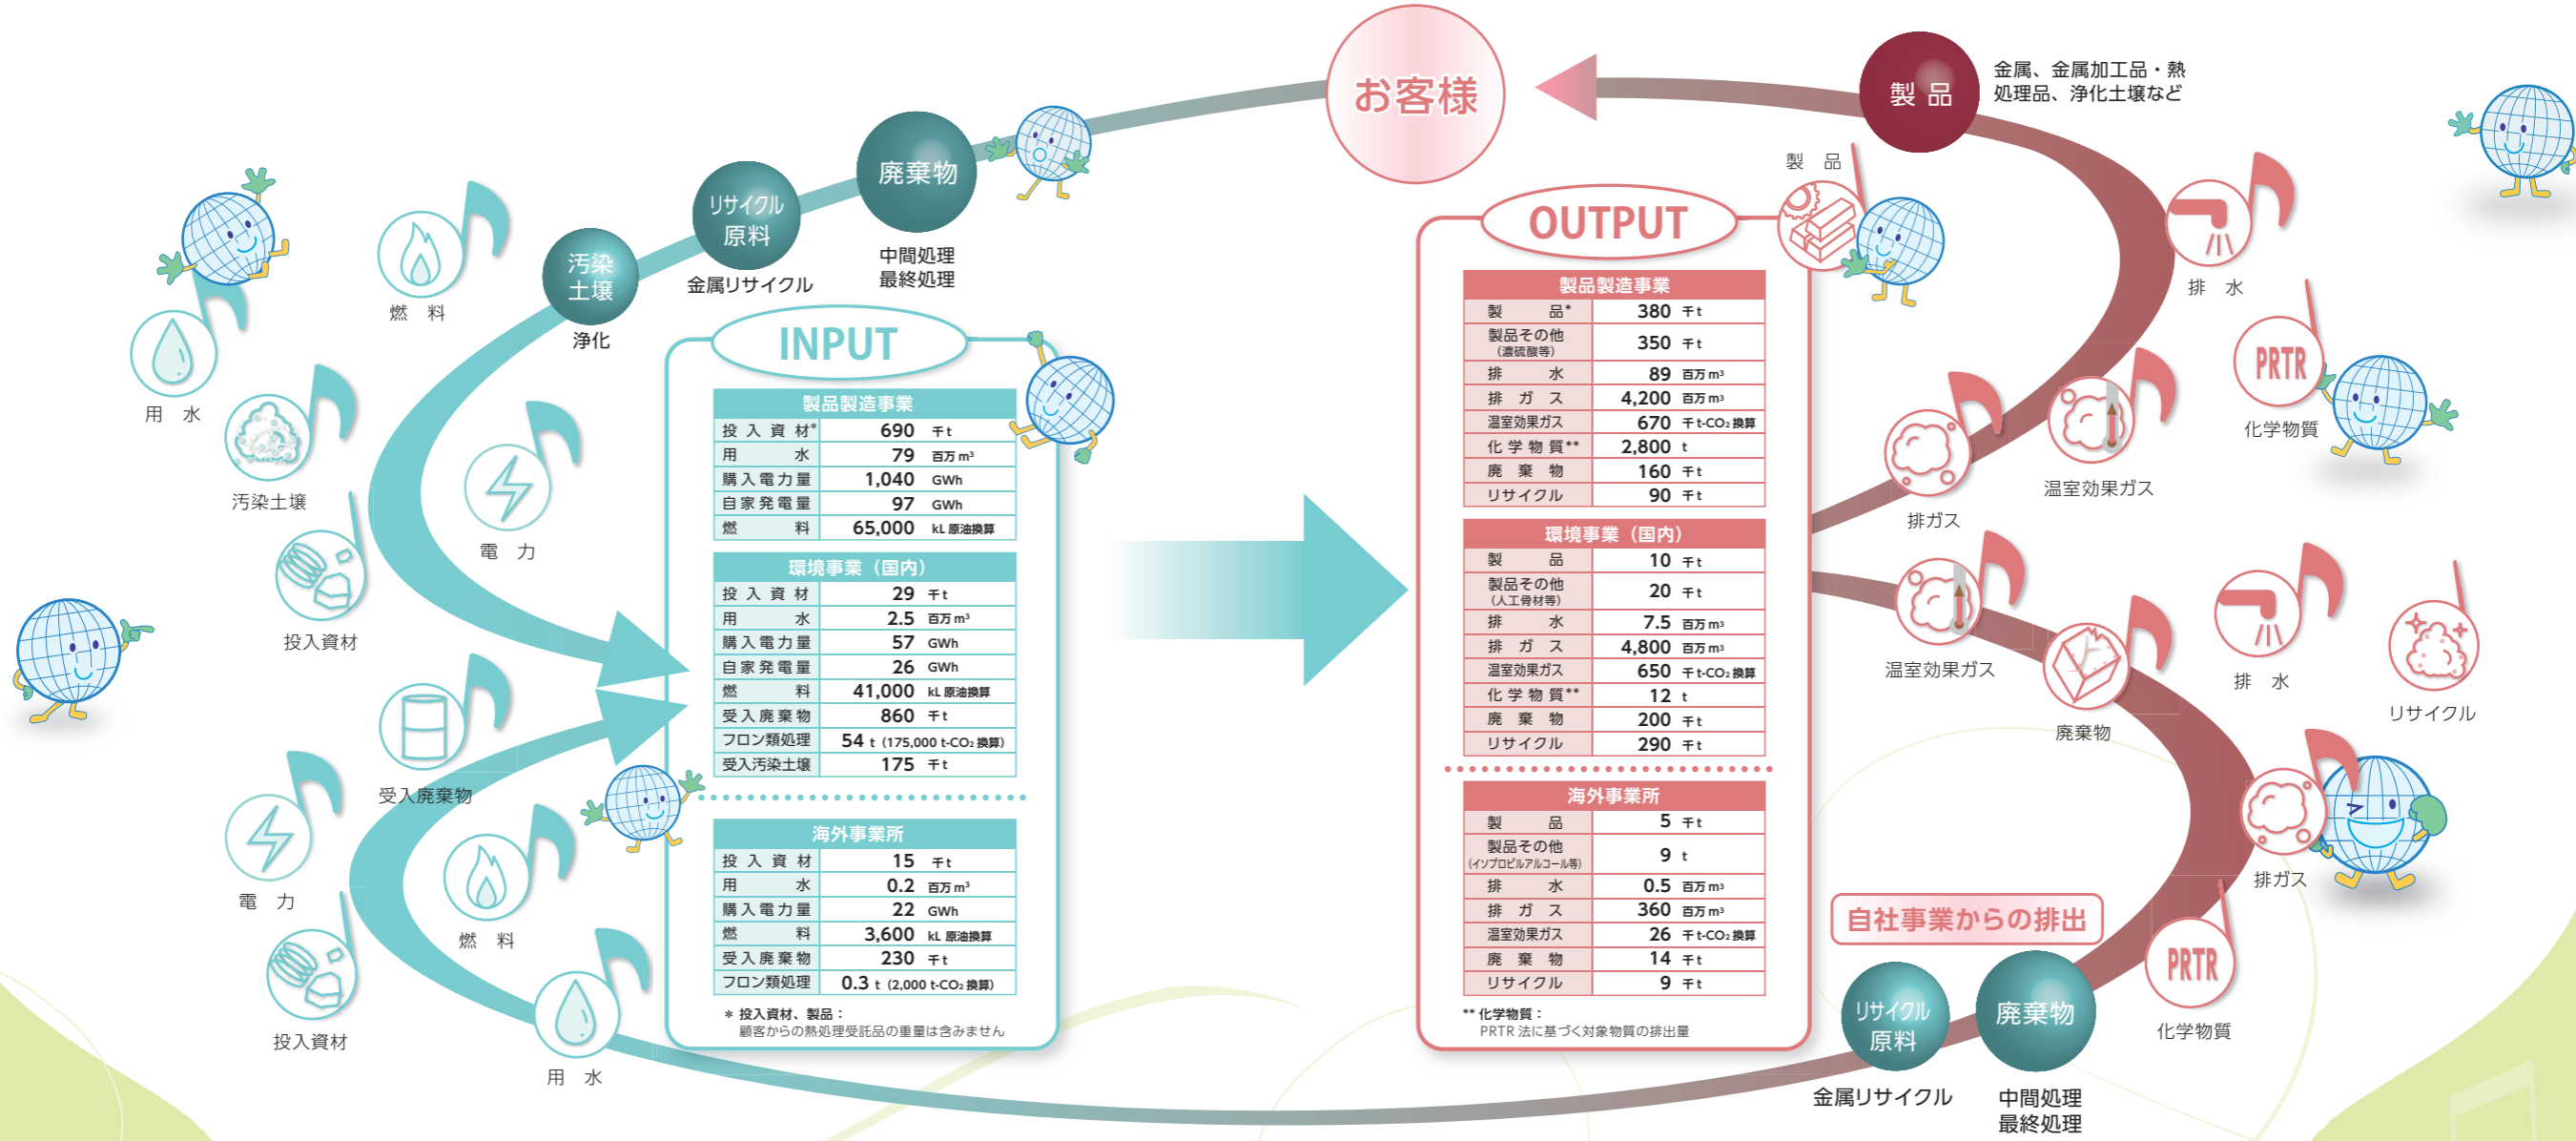 お客様
製 品
金属、金属加工品・熱
処理品、浄化土壌など
廃棄物
中間処理
最終処理
リサイクル
原料
金属リサイクル
汚染
土壌
浄化
燃 料
用 水
汚染土壌
電 力
投入資材
受入廃棄物
電 力
燃 料
投入資材
用 水
INPUT
製品製造事業
投入資材* 690 千t
用水 79 百万 m³
購入電力量 1,040 GWh
自家発電量 97 GWh
燃料 65,000 kL 原油換算
環境事業（国内）
投入資材 29 千t
用水 2.5 百万 m³
購入電力量 57 GWh
自家発電量 26 GWh
燃料 41,000 kL 原油換算
受入廃棄物 860 千t
フロン類処理 54 t（175,000 t-CO₂ 換算）
受入汚染土壌 175 千t
海外事業所
投入資材 15 千t
用水 0.2 百万 m³
購入電力量 22 GWh
燃料 3,600 kL 原油換算
受入廃棄物 230 千t
フロン類処理 0.3 t（2,000 t-CO₂ 換算）
* 投入資材、製品：
顧客からの熱処理受託品の重量は含みません
OUTPUT
製品製造事業
製品* 380 千t
製品その他
（濃硫酸等） 350 千t
排水 89 百万 m³
排ガス 4,200 百万 m³
温室効果ガス 670 千 t-CO₂ 換算
化学物質** 2,800 t
廃棄物 160 千t
リサイクル 90 千t
環境事業（国内）
製品 10 千t
製品その他
（人工骨材等） 20 千t
排水 7.5 百万 m³
排ガス 4,800 百万 m³
温室効果ガス 650 千 t-CO₂ 換算
化学物質** 12 t
廃棄物 200 千t
リサイクル 290 千t
海外事業所
製品 5 千t
製品その他
（イソプロピルアルコール等） 9 t
排水 0.5 百万 m³
排ガス 360 百万 m³
温室効果ガス 26 千 t-CO₂ 換算
廃棄物 14 千t
リサイクル 9 千t
** 化学物質：
PRTR 法に基づく対象物質の排出量
製 品
排 水
PRTR
化学物質
温室効果ガス
排ガス
温室効果ガス
廃棄物
排 水
リサイクル
排ガス
PRTR
化学物質
自社事業からの排出
リサイクル
原料
金属リサイクル
廃棄物
中間処理
最終処理